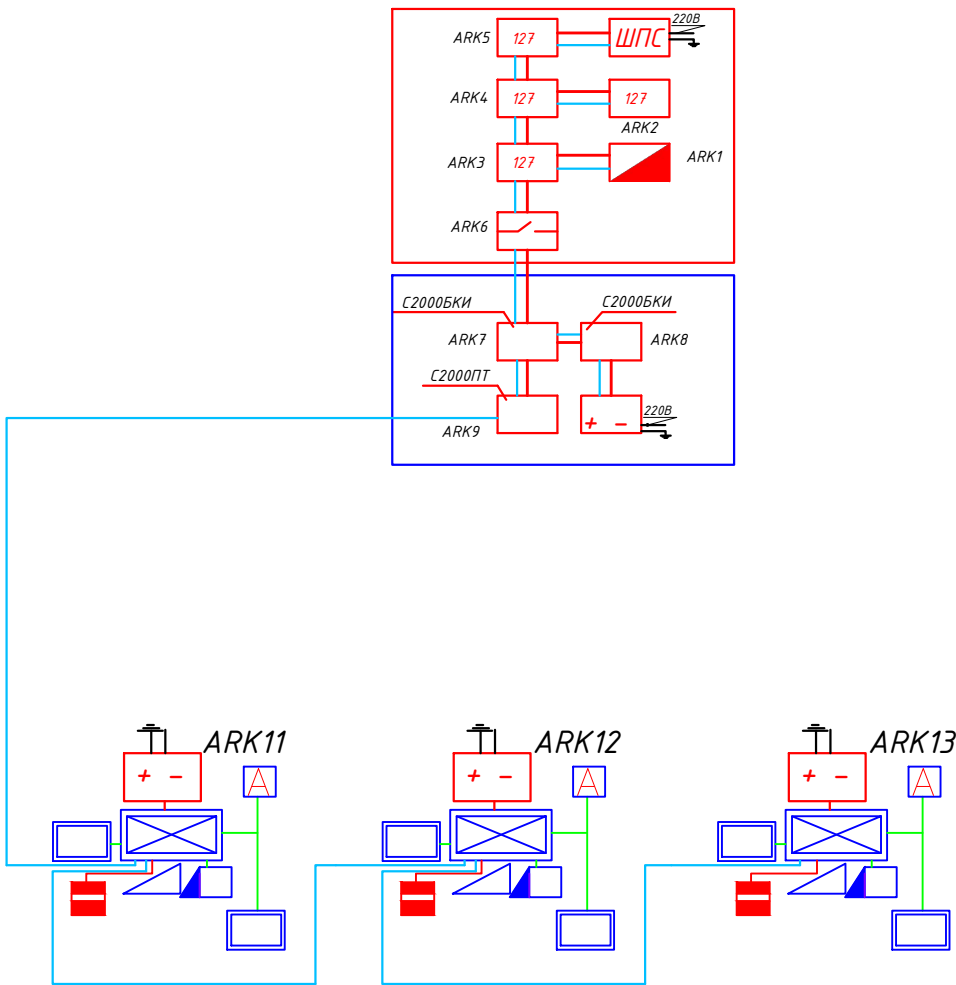 220В
ARK5 127 ШПС
ARK4 127 127
ARK2
ARK3 127 ARK1
ARK6
С2000БКИ С2000БКИ
ARK7 ARK8
С2000ПТ
220В
ARK9 + -
ARK11 ARK12 ARK13
+ - + - + -
А А А